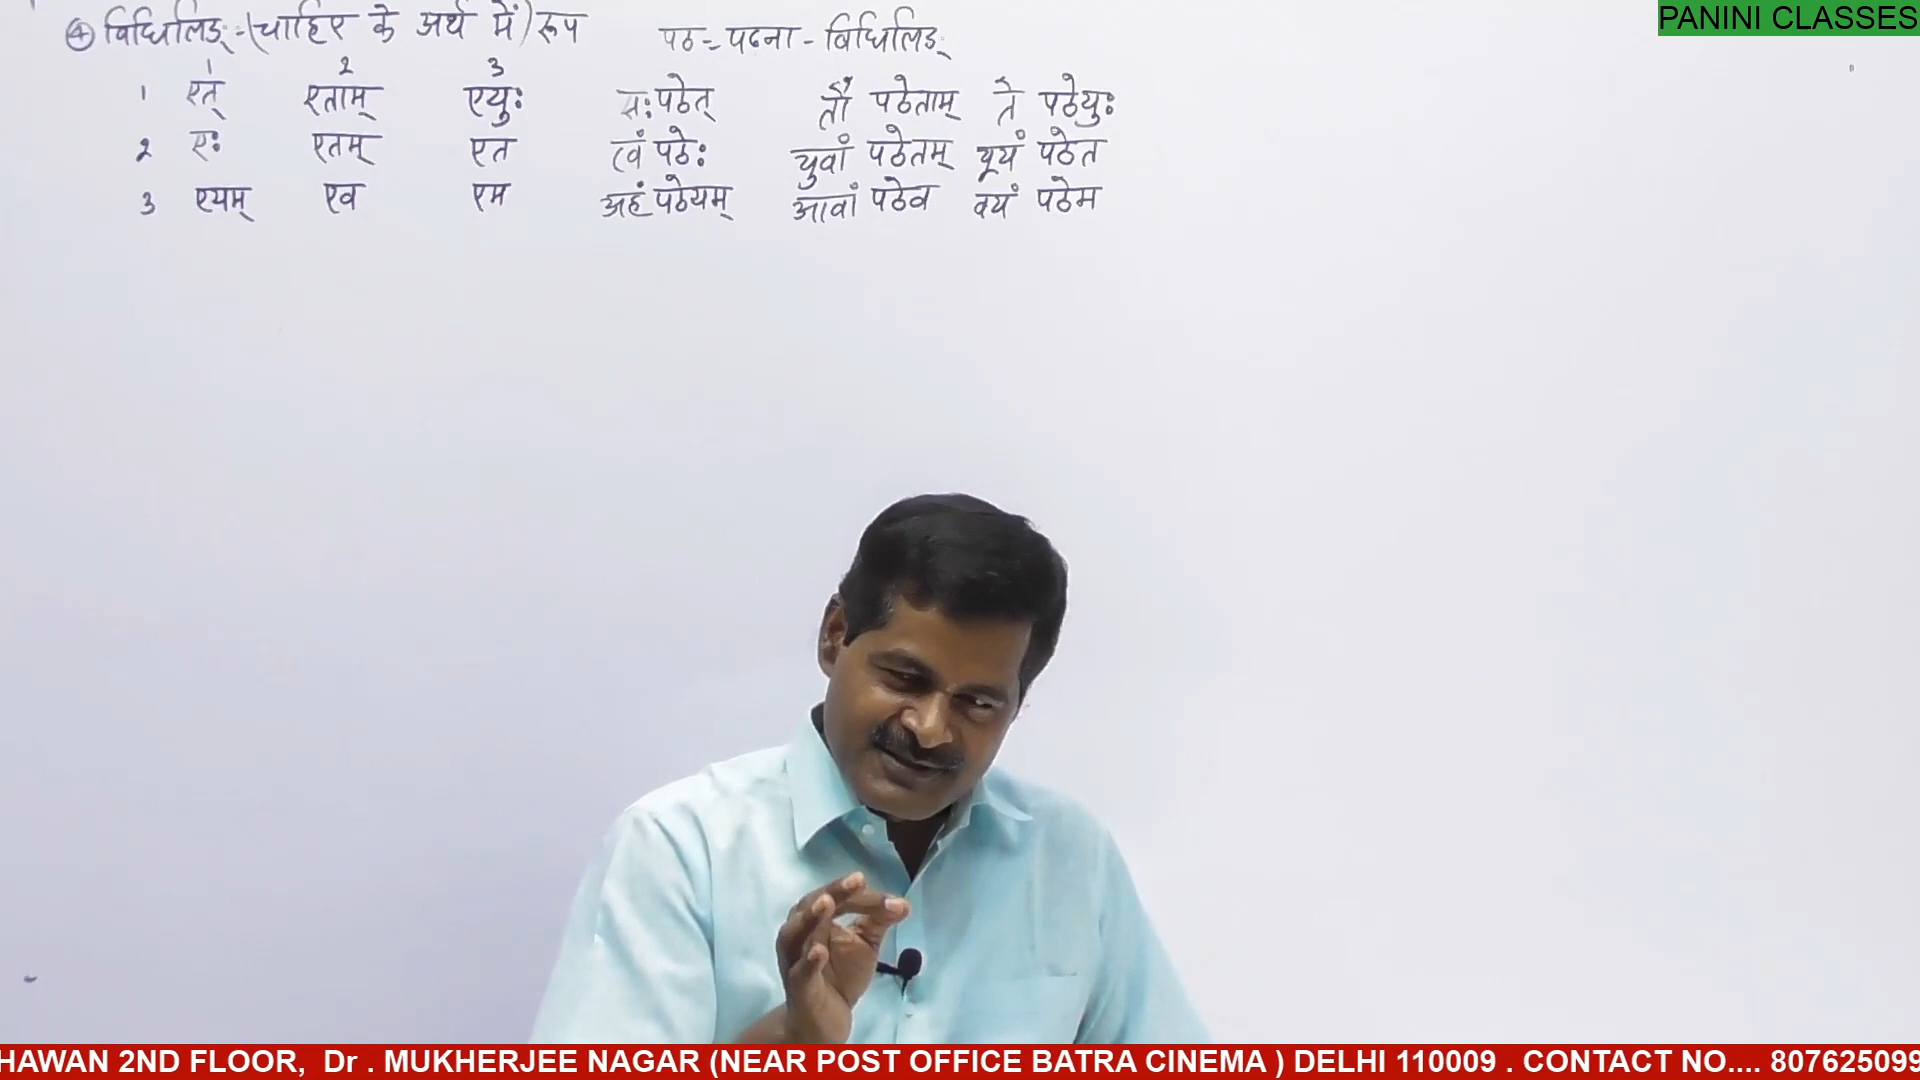 PANINI CLASSES
④ विधिलिङ्-(चाहिए के अर्थ में) रूप पठ = पढना - विधिलिङ्
1 2 3
1 एत् एताम् एयुः सः पठेत् तौ पठेताम् ते पठेयुः
2 एः एतम् एत त्वं पठेः युवां पठेतम् यूयं पठेत
3 एयम् एव एम अहं पठेयम् आवां पठेव वयं पठेम
HAWAN 2ND FLOOR, Dr . MUKHERJEE NAGAR (NEAR POST OFFICE BATRA CINEMA ) DELHI 110009 . CONTACT NO.... 807625099